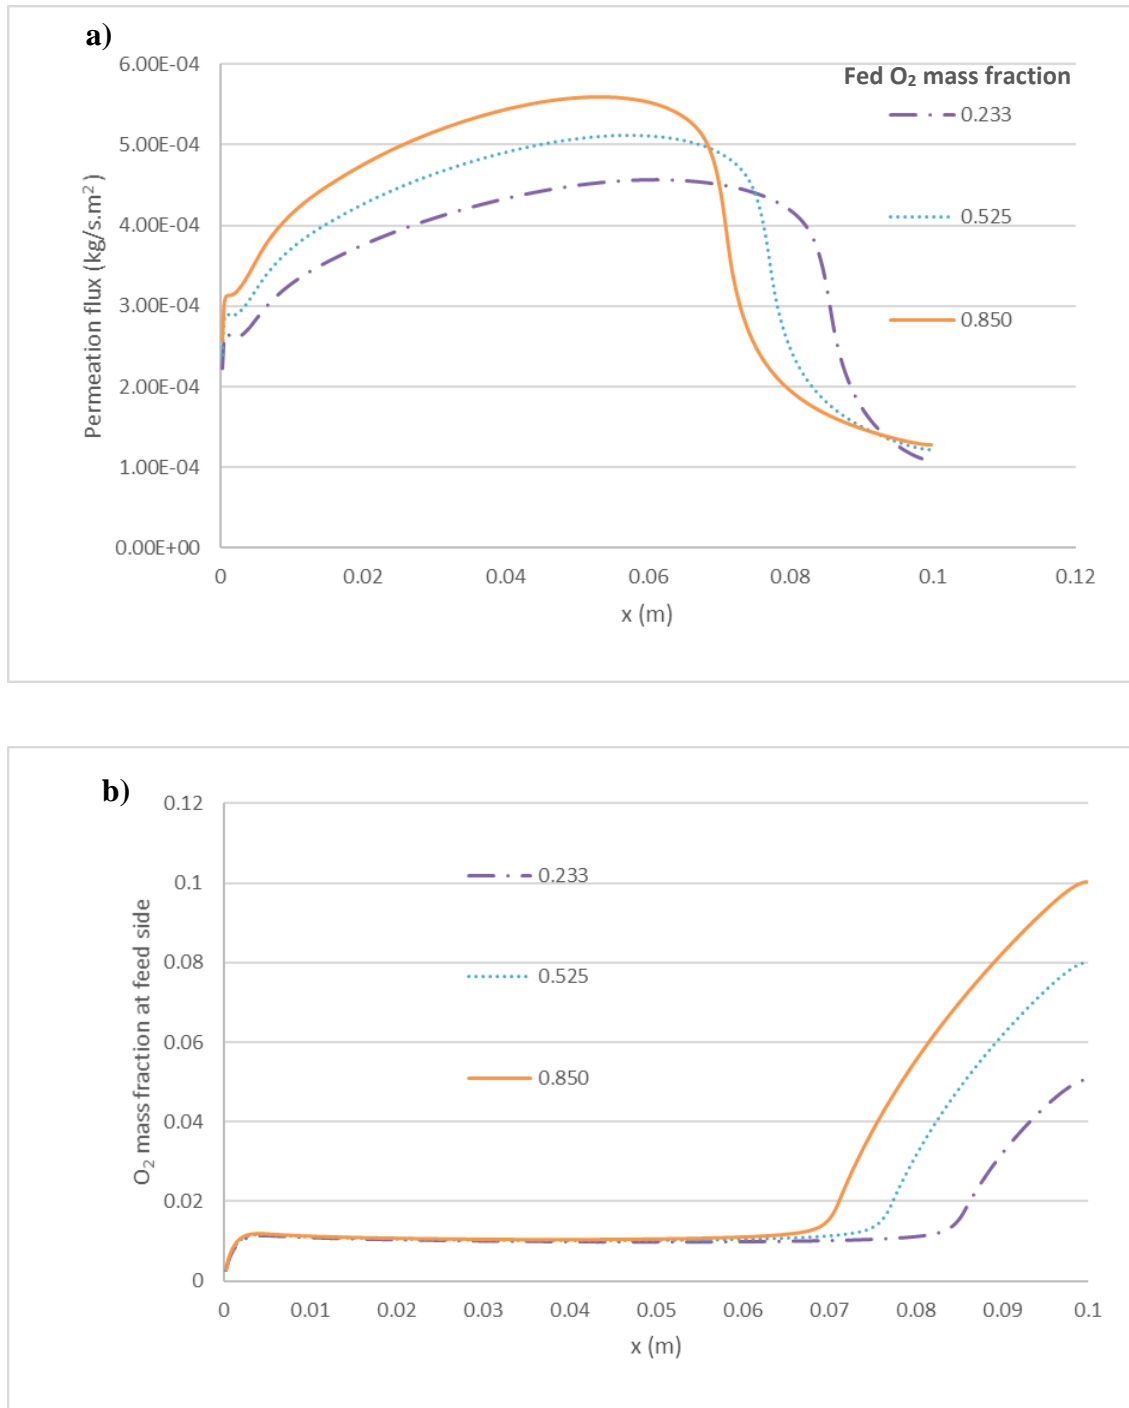 a)
6.00E-04
5.00E-04
4.00E-04
3.00E-04
2.00E-04
1.00E-04
0.00E+00
Permeation flux (kg/s.m²)
0 0.02 0.04 0.06 0.08 0.1 0.12
x (m)
Fed O₂ mass fraction
0.233
0.525
0.850
b)
0.12
0.1
0.08
0.06
0.04
0.02
0
O₂ mass fraction at feed side
0 0.01 0.02 0.03 0.04 0.05 0.06 0.07 0.08 0.09 0.1
x (m)
0.233
0.525
0.850